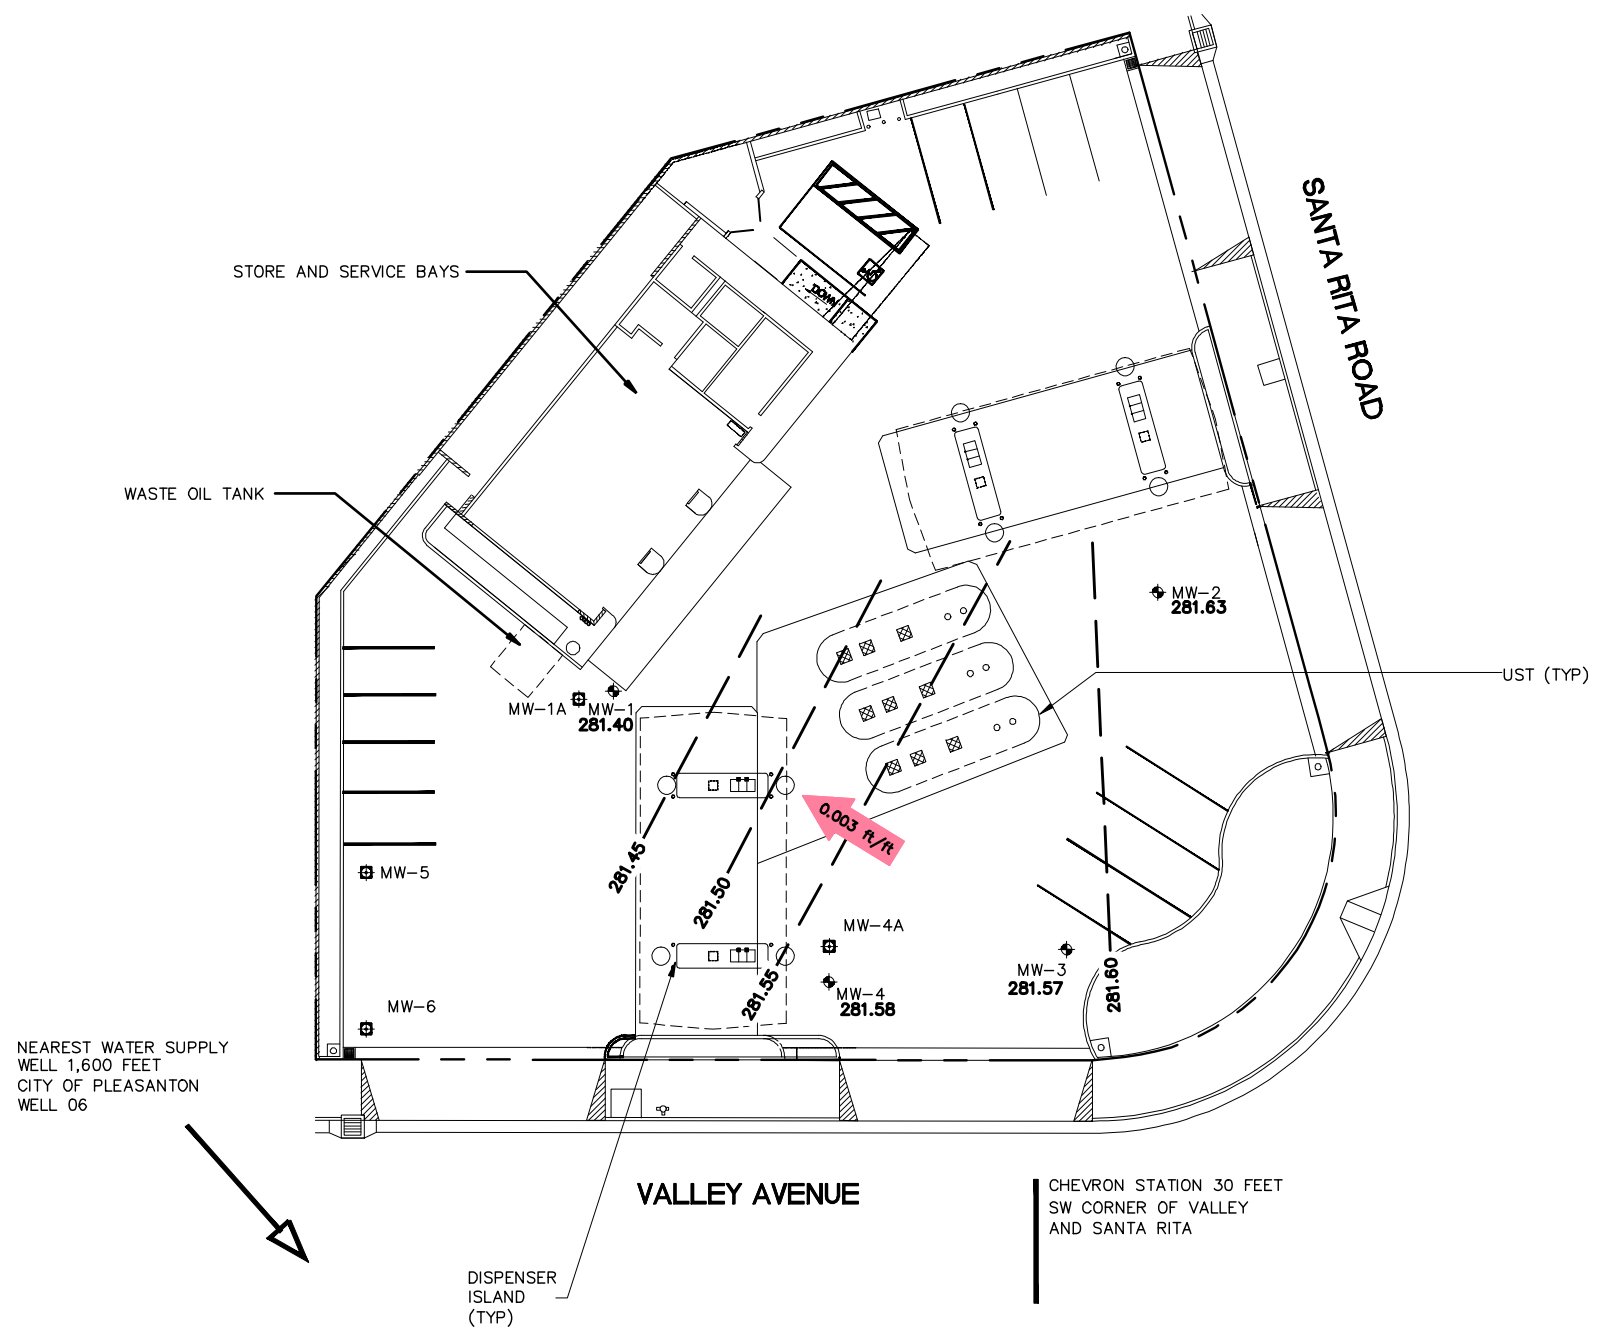 SANTA RITA ROAD
STORE AND SERVICE BAYS
DOWN
WASTE OIL TANK
MW-2
281.63
UST (TYP)
MW-1A
MW-1
281.40
0.003 ft/ft
281.45
281.50
281.55
281.60
MW-5
MW-4A
MW-4
281.58
MW-3
281.57
MW-6
NEAREST WATER SUPPLY
WELL 1,600 FEET
CITY OF PLEASANTON
WELL 06
VALLEY AVENUE
CHEVRON STATION 30 FEET
SW CORNER OF VALLEY
AND SANTA RITA
DISPENSER
ISLAND
(TYP)